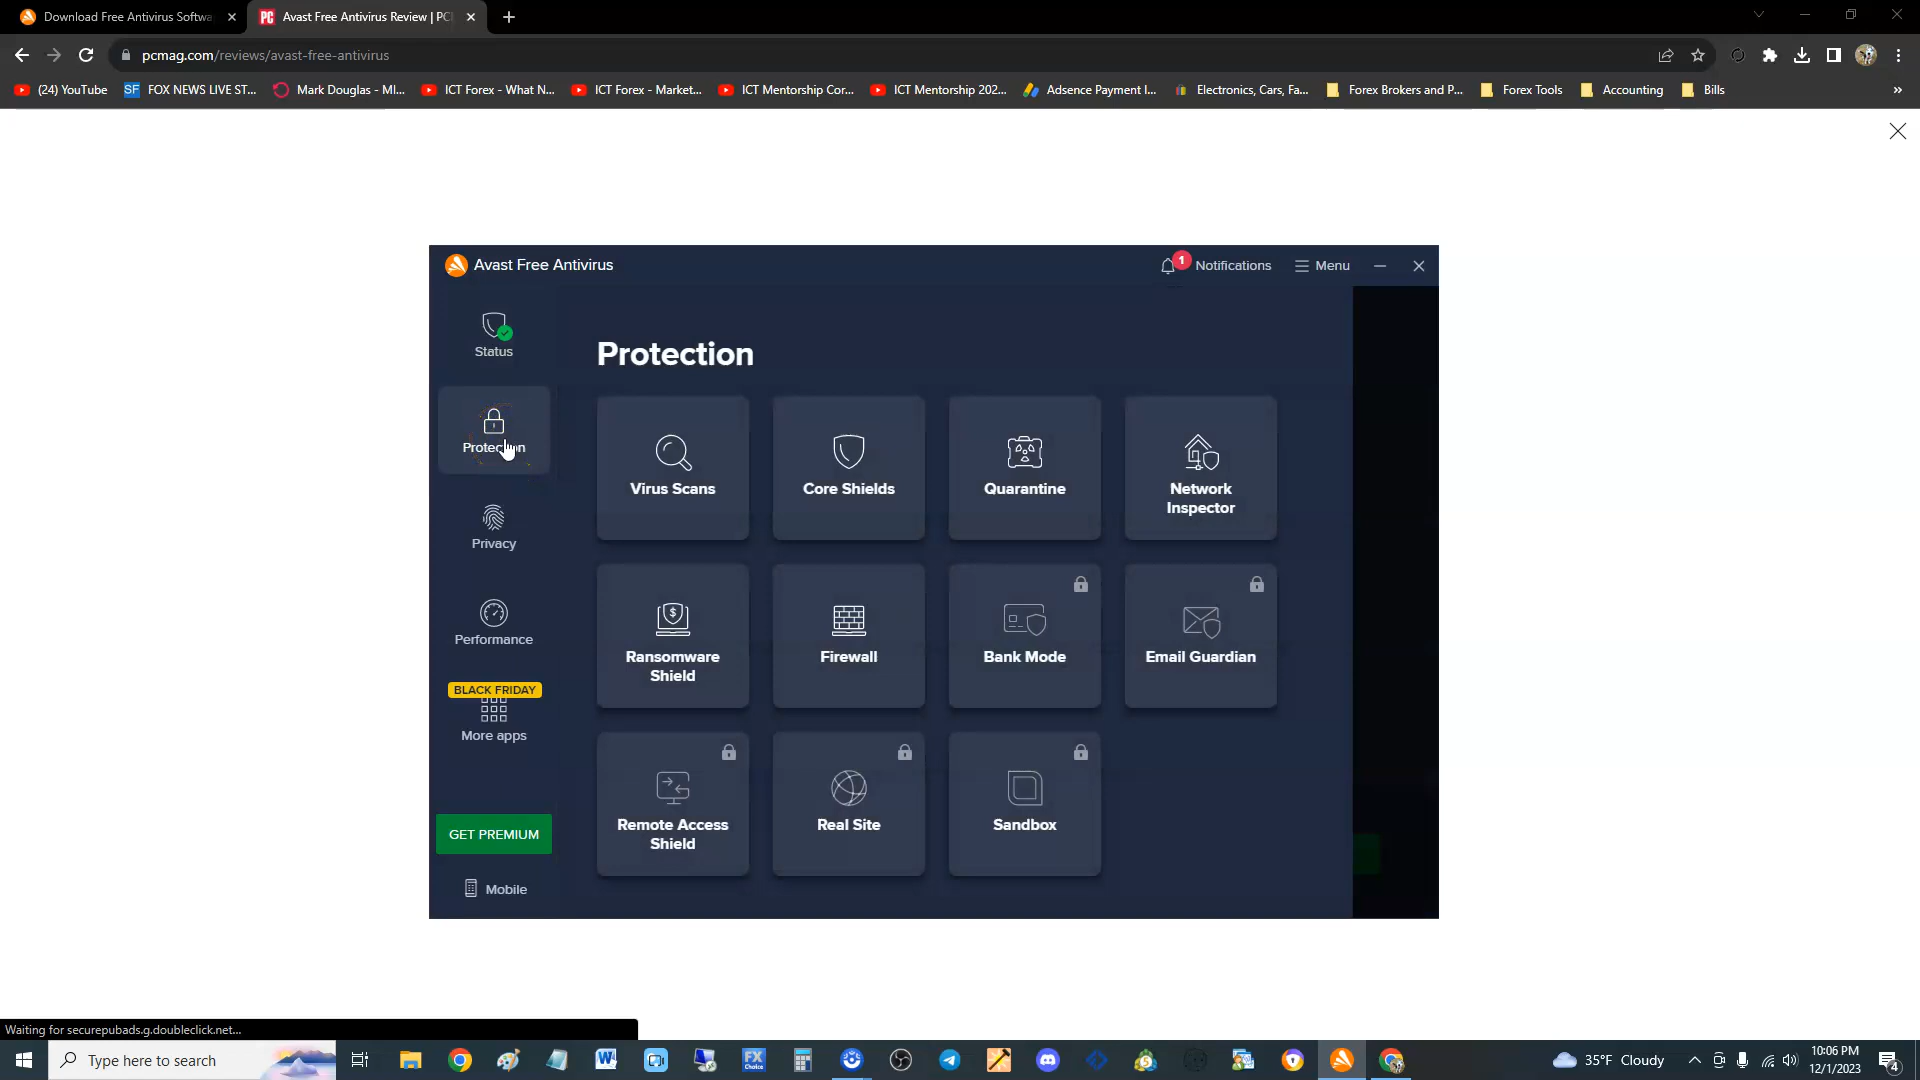 Download Free Antivirus Softwa
Avast Free Antivirus Review | PC
pcmag.com/reviews/avast-free-antivirus
(24) YouTube
FOX NEWS LIVE ST...
Mark Douglas - MI...
ICT Forex - What N...
ICT Forex - Market...
ICT Mentorship Cor...
ICT Mentorship 202...
Adsence Payment I...
Electronics, Cars, Fa...
Forex Brokers and P...
Forex Tools
Accounting
Bills
»
Avast Free Antivirus
1
Notifications
Menu
Status
Protection
Privacy
Performance
BLACK FRIDAY
More apps
GET PREMIUM
Mobile
Protection
Virus Scans
Core Shields
Quarantine
Network
Inspector
Ransomware
Shield
Firewall
Bank Mode
Email Guardian
Remote Access
Shield
Real Site
Sandbox
Waiting for securepubads.g.doubleclick.net...
Type here to search
35°F Cloudy
10:06 PM
12/1/2023
4